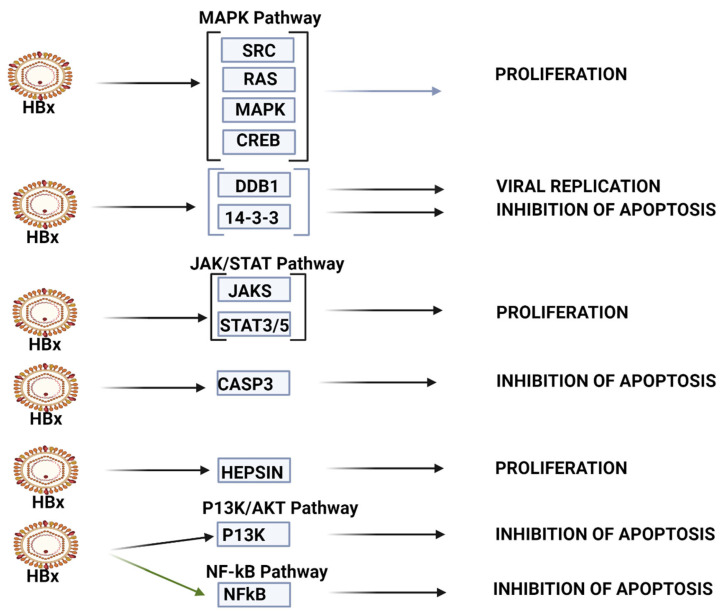 MAPK Pathway
SRC
RAS
MAPK
CREB
HBx
PROLIFERATION
DDB1
14-3-3
HBx
VIRAL REPLICATION
INHIBITION OF APOPTOSIS
JAK/STAT Pathway
JAKS
STAT3/5
HBx
PROLIFERATION
HBx
CASP3
INHIBITION OF APOPTOSIS
HBx
HEPSIN
PROLIFERATION
P13K/AKT Pathway
HBx
P13K
INHIBITION OF APOPTOSIS
NF-kB Pathway
NFkB
INHIBITION OF APOPTOSIS